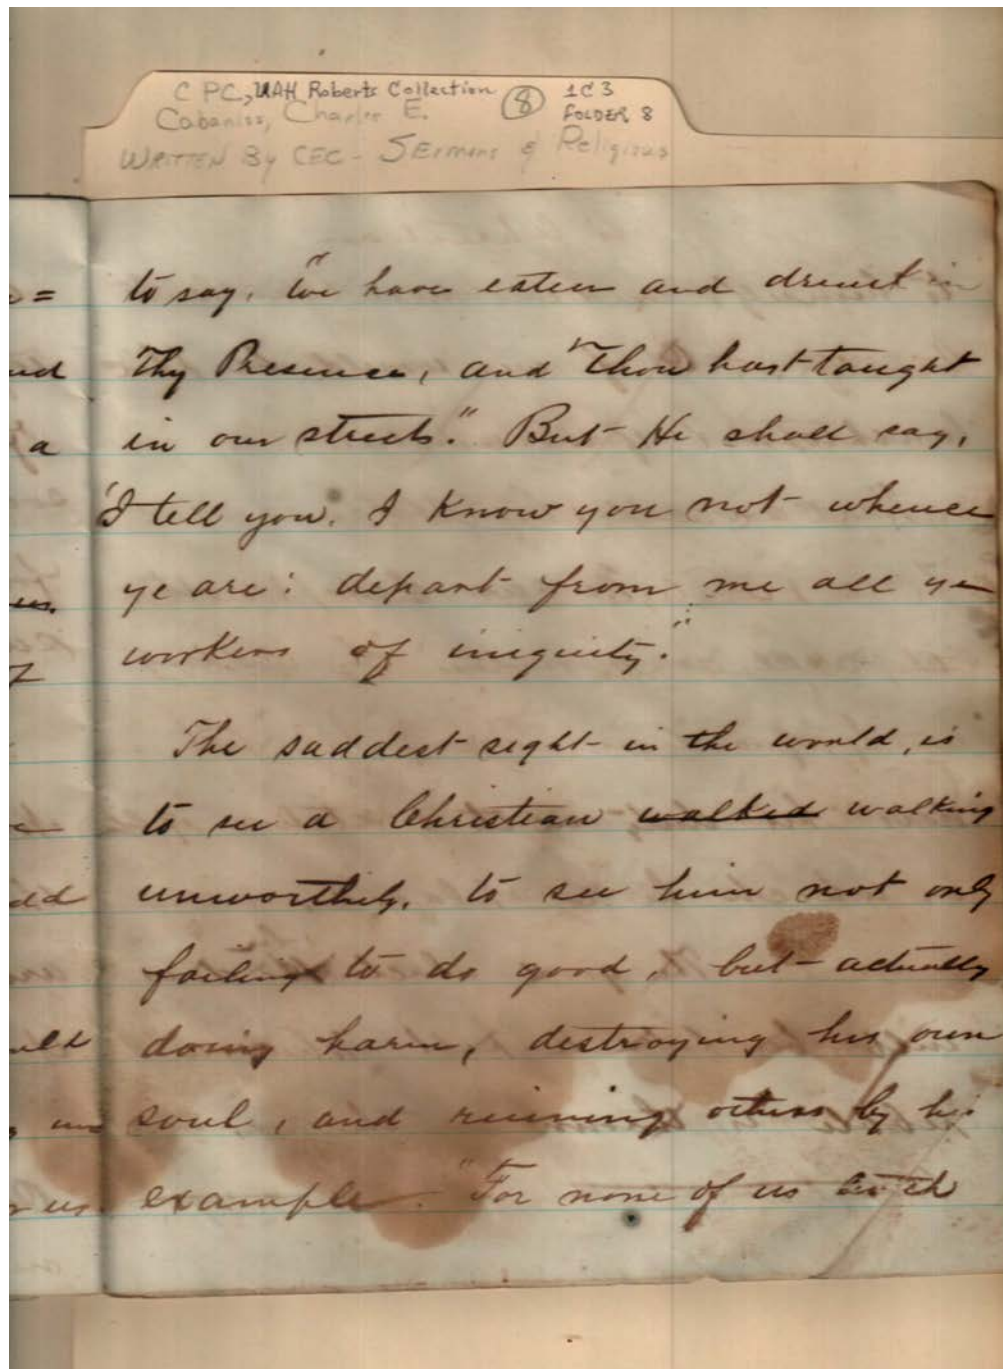 CPC, UAH Roberts Collection ⑧ 1C3
Cabaniss, Charles E. FOLDER 8
WRITTEN By CEC - SErmons & Religious
to say, "We have eaten and drunk in
Thy Presence, and "Thou hast taught
in our streets." But He shall say,
'I tell you, I know you not whence
ye are: depart from me all ye
workers of iniquity."
The saddest sight in the world, is
to see a Christian walked walking
unworthily, to see him not only
failing to do good, but actually
doing harm, destroying his own
soul, and ruining others by his
example. "For none of us liveth